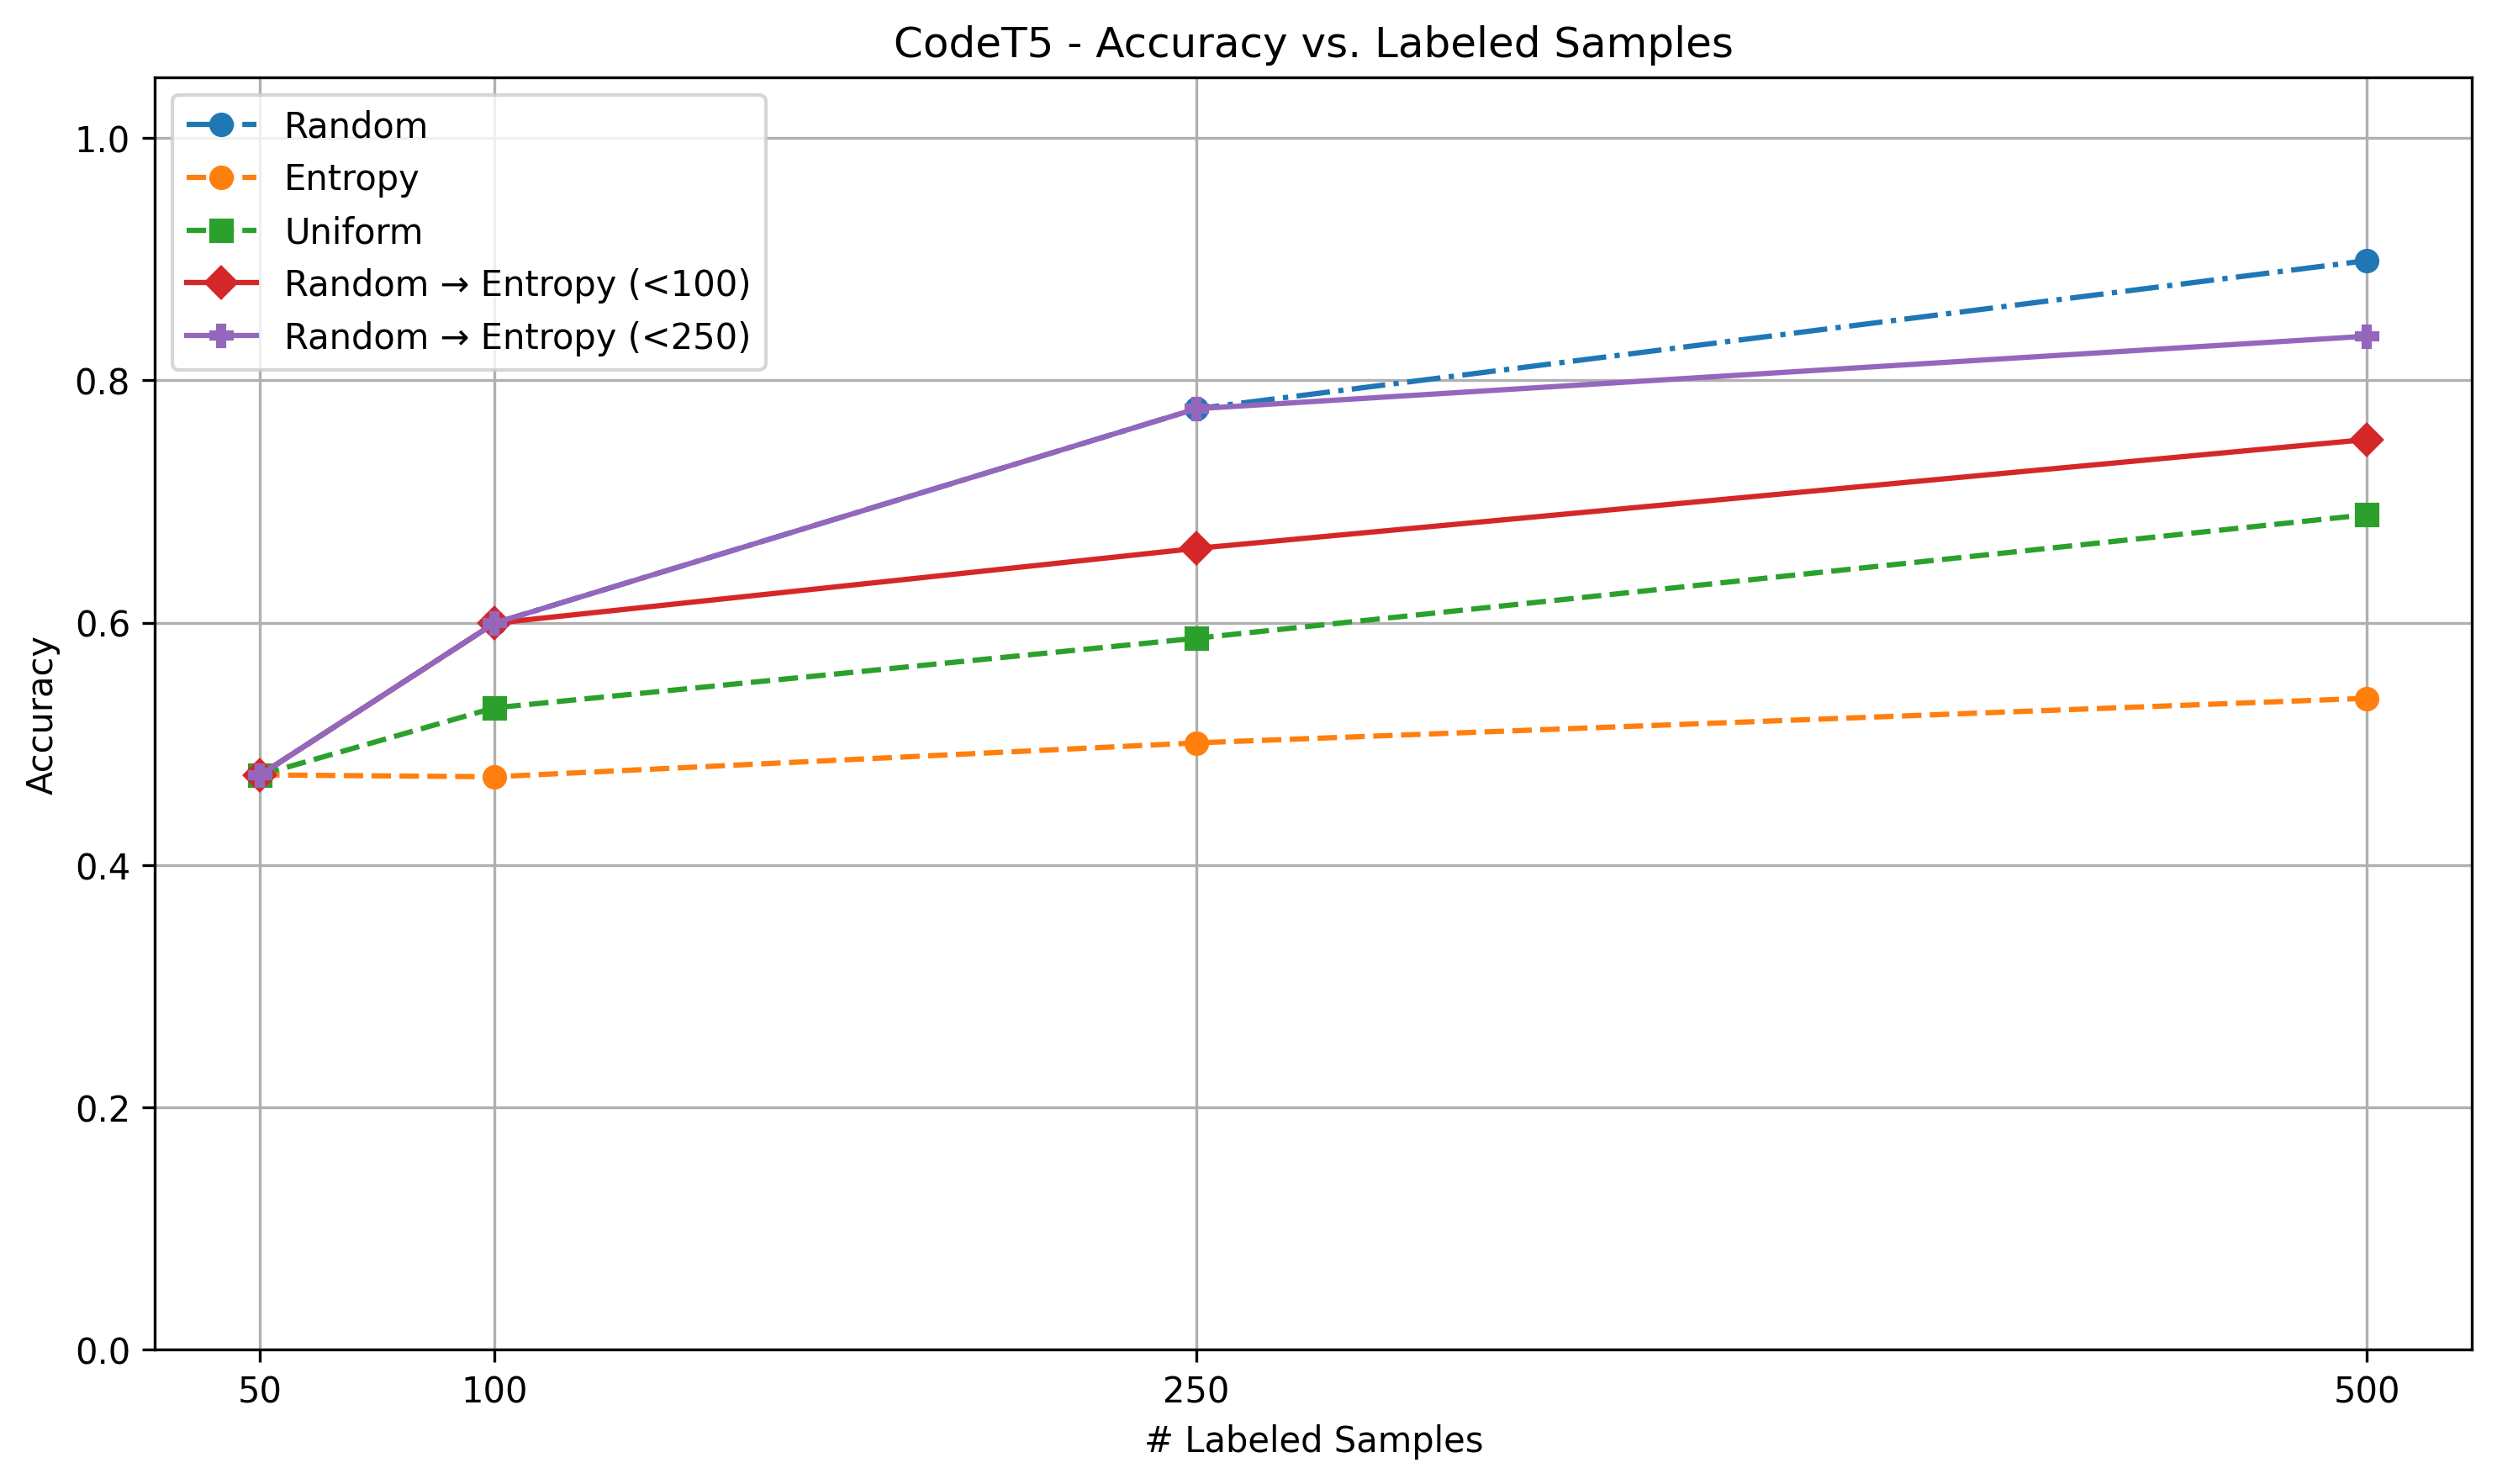 CodeT5 - Accuracy vs. Labeled Samples
Random
Entropy
Uniform
Random → Entropy (<100)
Random → Entropy (<250)
Accuracy
1.0
0.8
0.6
0.4
0.2
0.0
50 100 250 500
# Labeled Samples